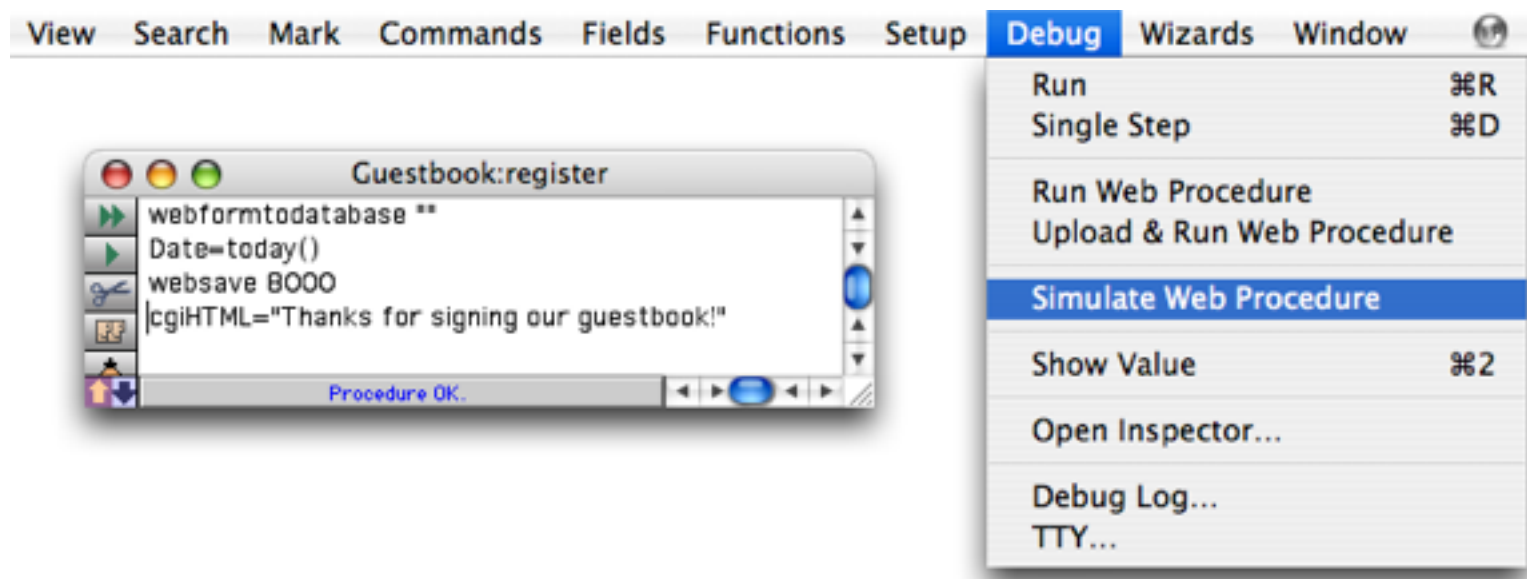 View Search Mark Commands Fields Functions Setup Debug Wizards Window
Guestbook:register
webformtodatabase ""
Date=today()
websave 8000
cgiHTML="Thanks for signing our guestbook!"
Procedure OK.
Run ⌘R
Single Step ⌘D
Run Web Procedure
Upload & Run Web Procedure
Simulate Web Procedure
Show Value ⌘2
Open Inspector...
Debug Log...
TTY...